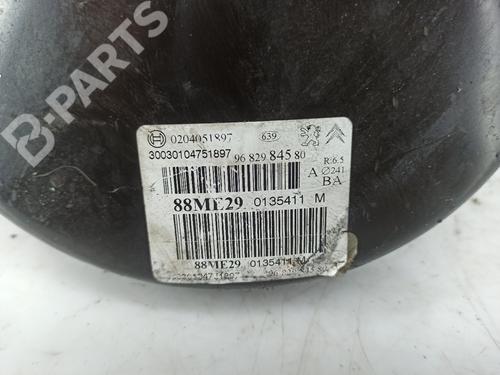 B-PARTS
0204051897 639
30030104751897
96 829 845 80
R:6.5
A Ø241
BA
88ME29 0135411 M
88ME29 0135411 M